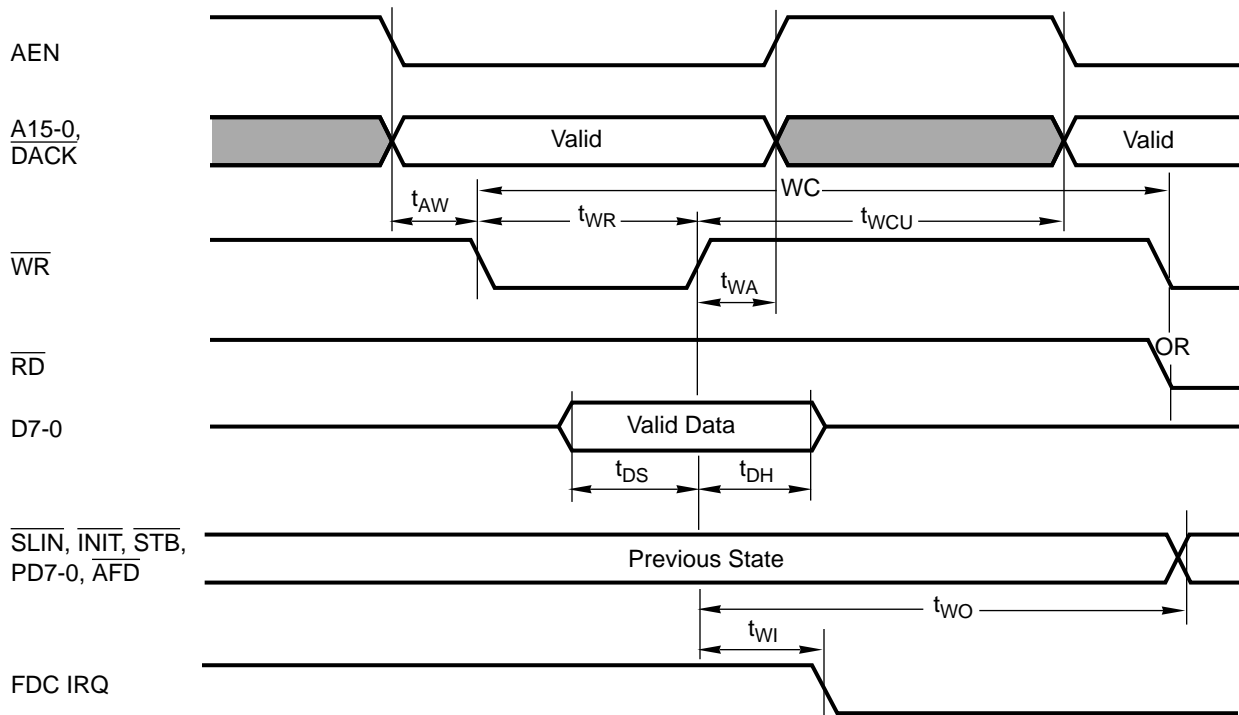 AEN
A15-0,
DACK
Valid
Valid
WC
tAW
tWR
tWCU
WR
tWA
RD
OR
D7-0
Valid Data
tDS
tDH
SLIN, INIT, STB,
PD7-0, AFD
Previous State
tWO
tWI
FDC IRQ